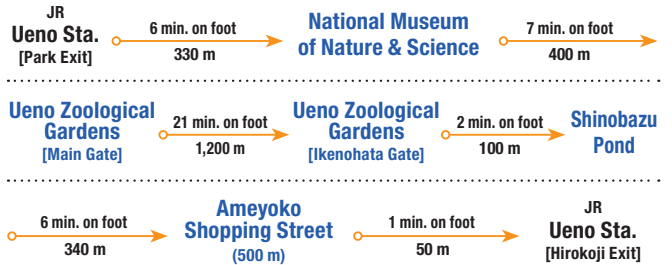 JR
Ueno Sta.
[Park Exit]
6 min. on foot
330 m
National Museum
of Nature & Science
7 min. on foot
400 m
Ueno Zoological
Gardens
[Main Gate]
21 min. on foot
1,200 m
Ueno Zoological
Gardens
[Ikenohata Gate]
2 min. on foot
100 m
Shinobazu
Pond
6 min. on foot
340 m
Ameyoko
Shopping Street
(500 m)
1 min. on foot
50 m
JR
Ueno Sta.
[Hirokoji Exit]